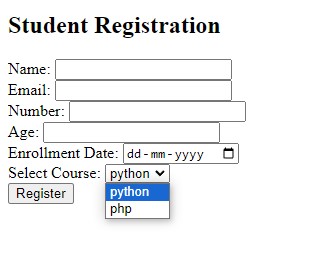 Student Registration
Name:
Email:
Number:
Age:
Enrollment Date: dd-mm-yyyy
Select Course: python
python
Register
php